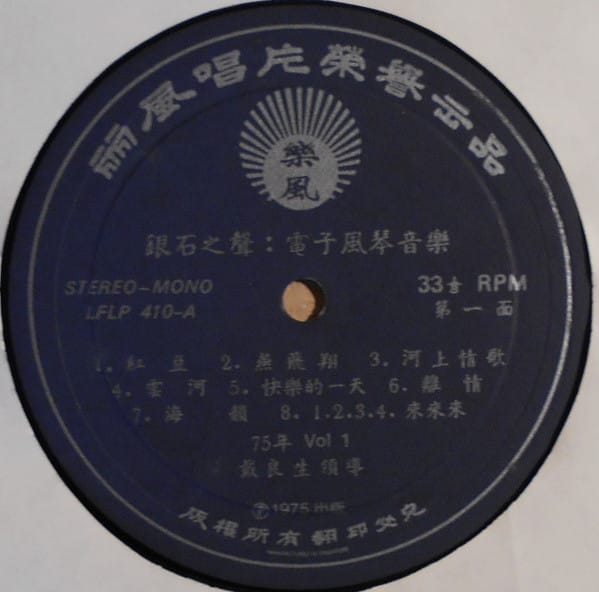 丽風唱片榮譽出品
樂風
銀石之聲：電子風琴音樂
STEREO-MONO
33⅓ RPM
LFLP 410-A
第一面
1. 紅豆 2. 燕飛翔 3. 河上情歌
4. 雲河 5. 快樂的一天 6. 離情
7. 海韻 8. 1.2.3.4. 來來來
75年 Vol 1
戴良生領導
Ⓟ 1975 出版
版權所有翻印必究